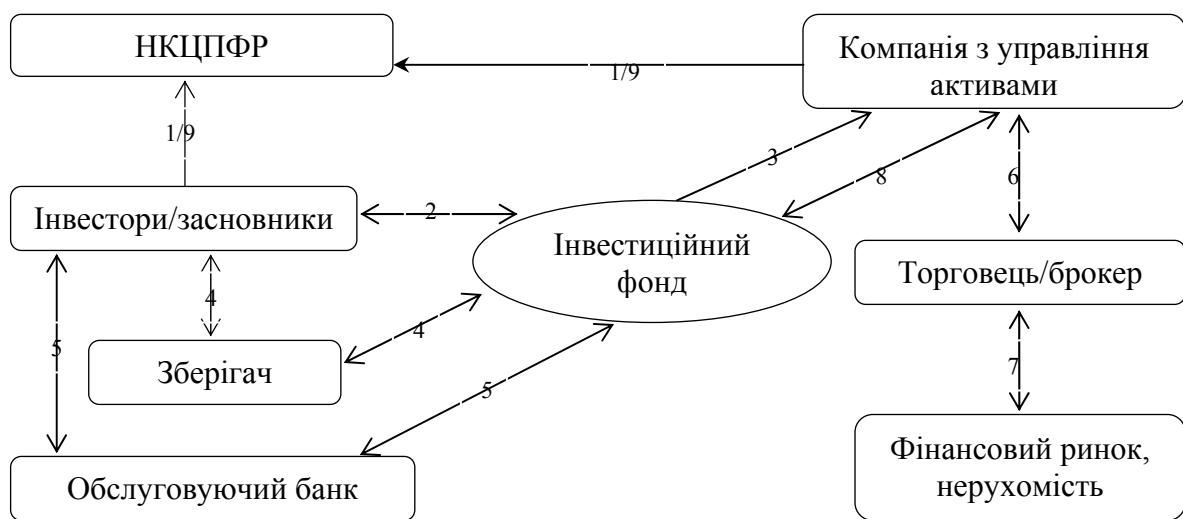 НКЦПФР
Компанія з управління
активами
1/9
1/9
3
8
6
Інвестори/засновники
2
Інвестиційний
фонд
Торговець/брокер
4
4
5
Зберігач
5
7
Обслуговуючий банк
Фінансовий ринок,
нерухомість